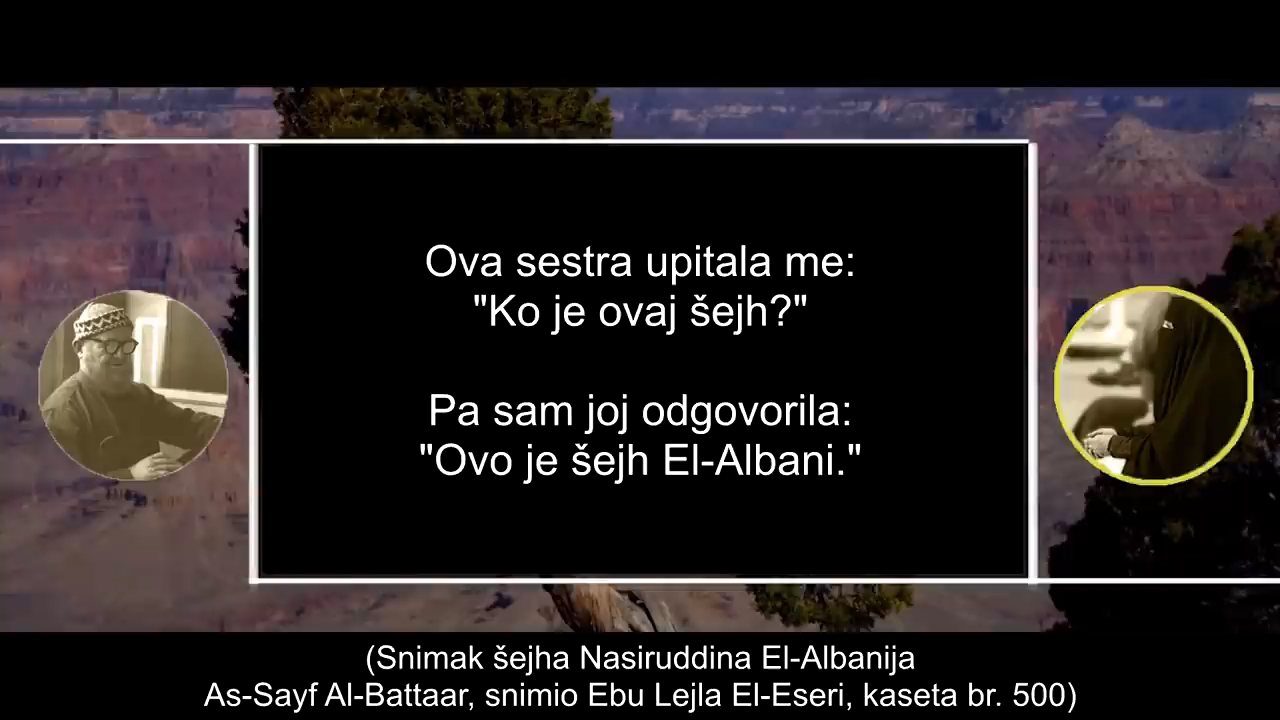 Ova sestra upitala me:
"Ko je ovaj šejh?"
Pa sam joj odgovorila:
"Ovo je šejh El-Albani."
(Snimak šejha Nasiruddina El-Albanija
As-Sayf Al-Battaar, snimio Ebu Lejla El-Eseri, kaseta br. 500)